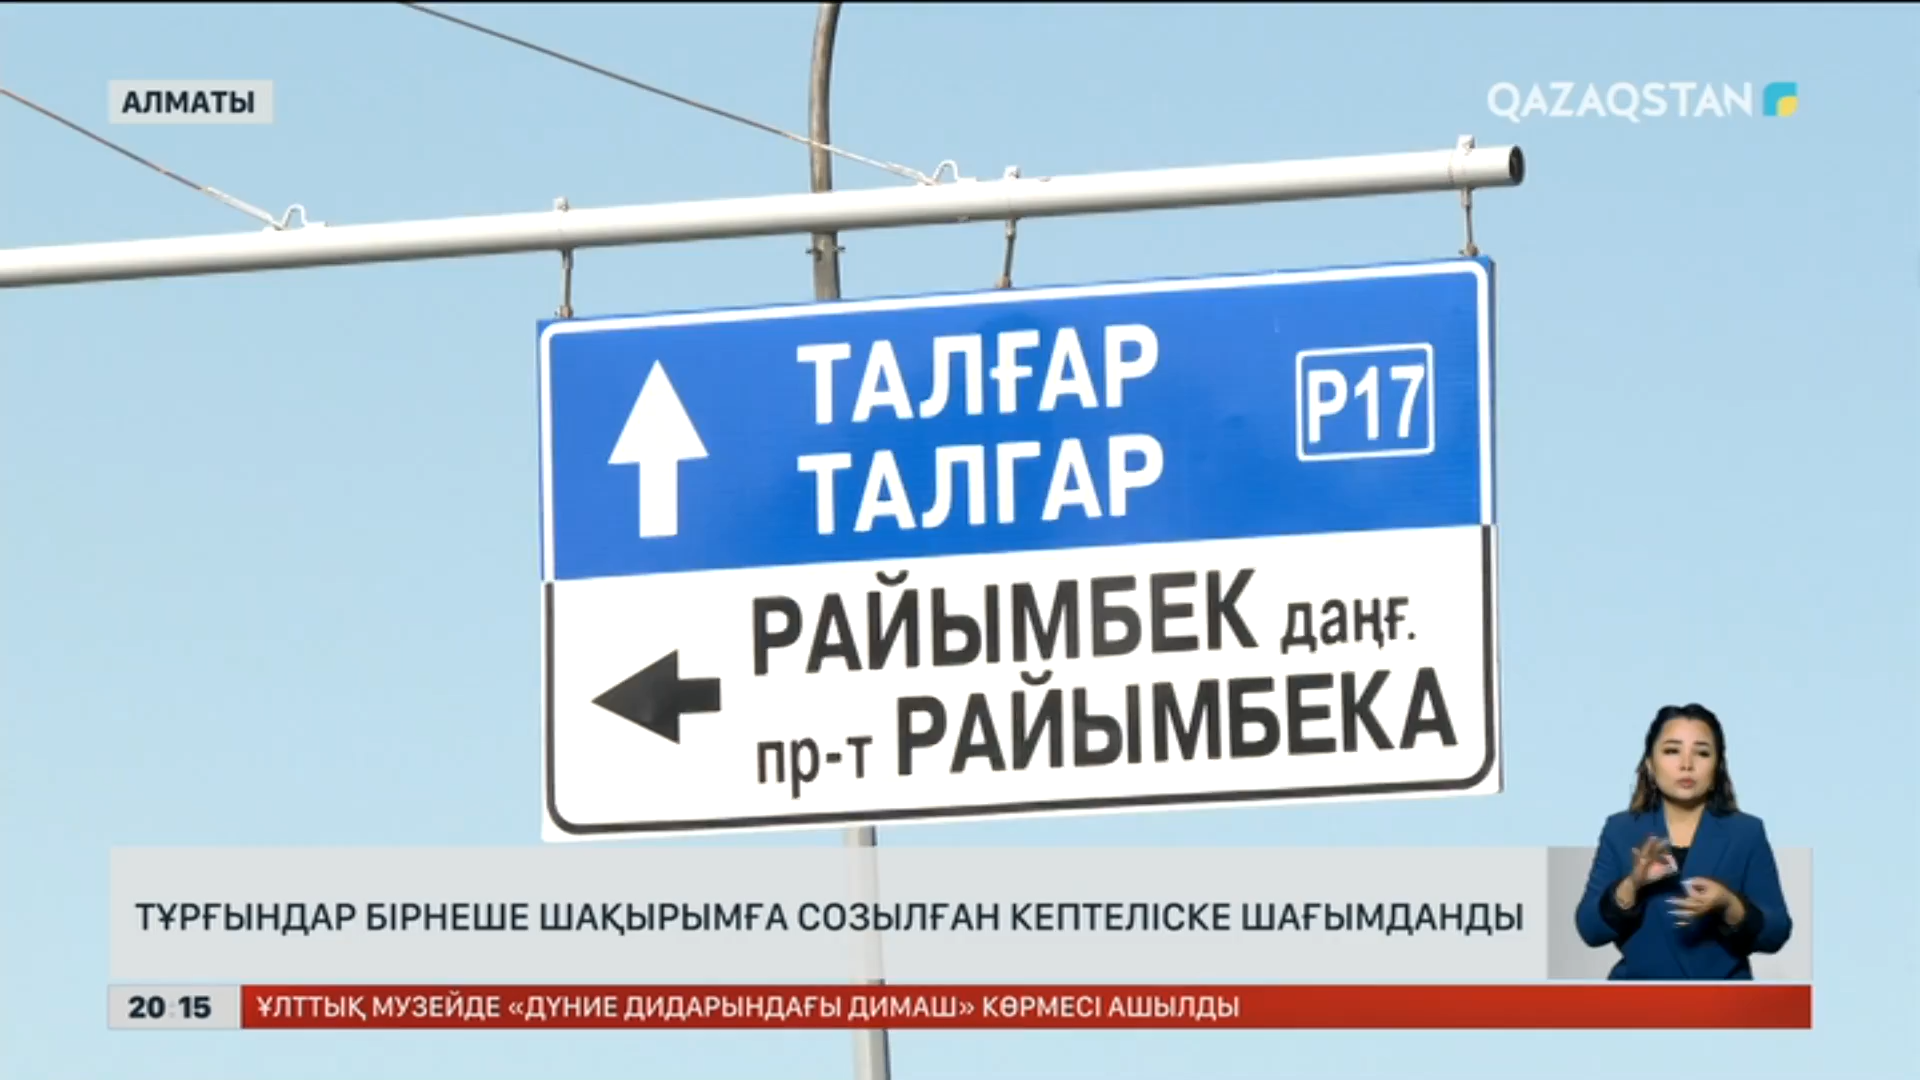 АЛМАТЫ
QAZAQSTAN
ТАЛҒАР
ТАЛГАР
Р17
РАЙЫМБЕК даңғ.
пр-т РАЙЫМБЕКА
ТҰРҒЫНДАР БІРНЕШЕ ШАҚЫРЫМҒА СОЗЫЛҒАН КЕПТЕЛІСКЕ ШАҒЫМДАНДЫ
20:15
ҰЛТТЫҚ МУЗЕЙДЕ «ДҮНИЕ ДИДАРЫНДАҒЫ ДИМАШ» КӨРМЕСІ АШЫЛДЫ